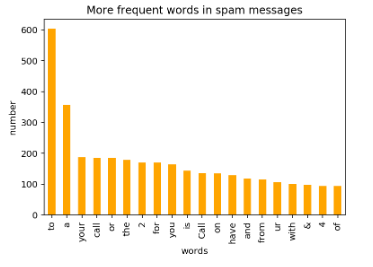 More frequent words in spam messages
600
500
400
300
200
100
0
number
to
a
your
call
or
the
2
for
you
is
Call
on
have
and
from
ur
with
&
4
of
words